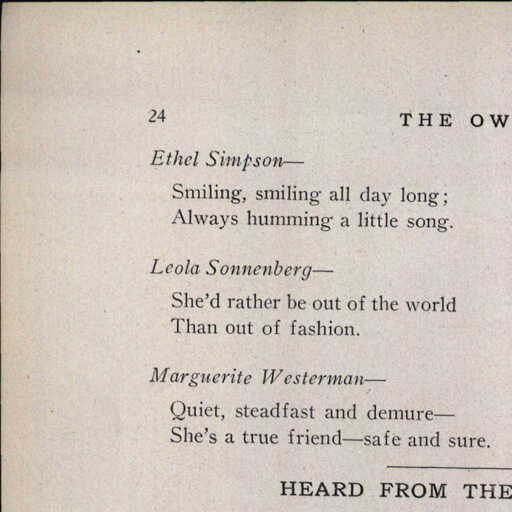 24
THE OW
Ethel Simpson—
Smiling, smiling all day long;
Always humming a little song.
Leola Sonnenberg—
She'd rather be out of the world
Than out of fashion.
Marguerite Westerman—
Quiet, steadfast and demure—
She's a true friend—safe and sure.
HEARD FROM THE